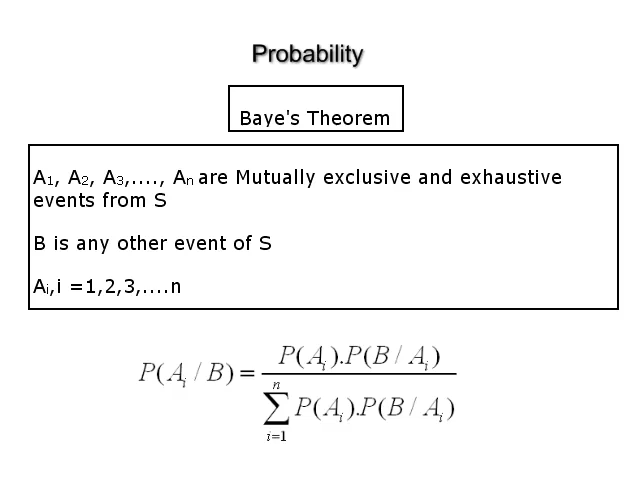 Probability
Baye's Theorem
A₁, A₂, A₃,...., Aₙ are Mutually exclusive and exhaustive
events from S
B is any other event of S
Aᵢ,i =1,2,3,....n
P(Aᵢ / B) = P(Aᵢ).P(B / Aᵢ)
n
∑ P(Aᵢ).P(B / Aᵢ)
i=1